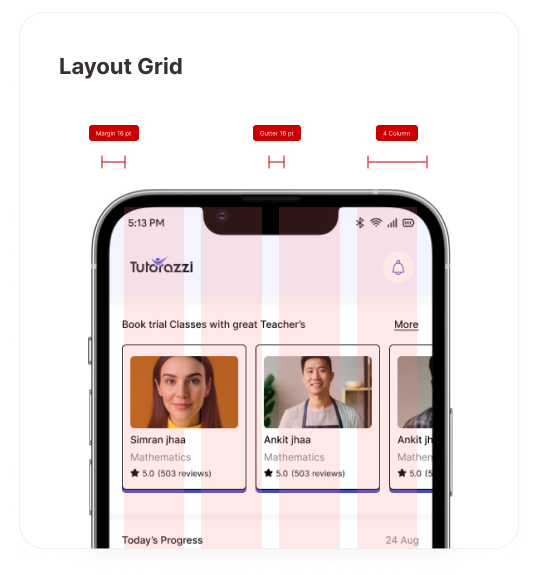 Layout Grid
Margin 16 pt Gutter 16 pt 4 Column
5:13 PM
Tutorazzi
Book trial Classes with great Teacher's More
Simran jhaa Ankit jhaa Ankit jh
Mathematics Mathematics Mathem
5.0 (503 reviews) 5.0 (503 reviews) 5.0 (5
Today's Progress 24 Aug